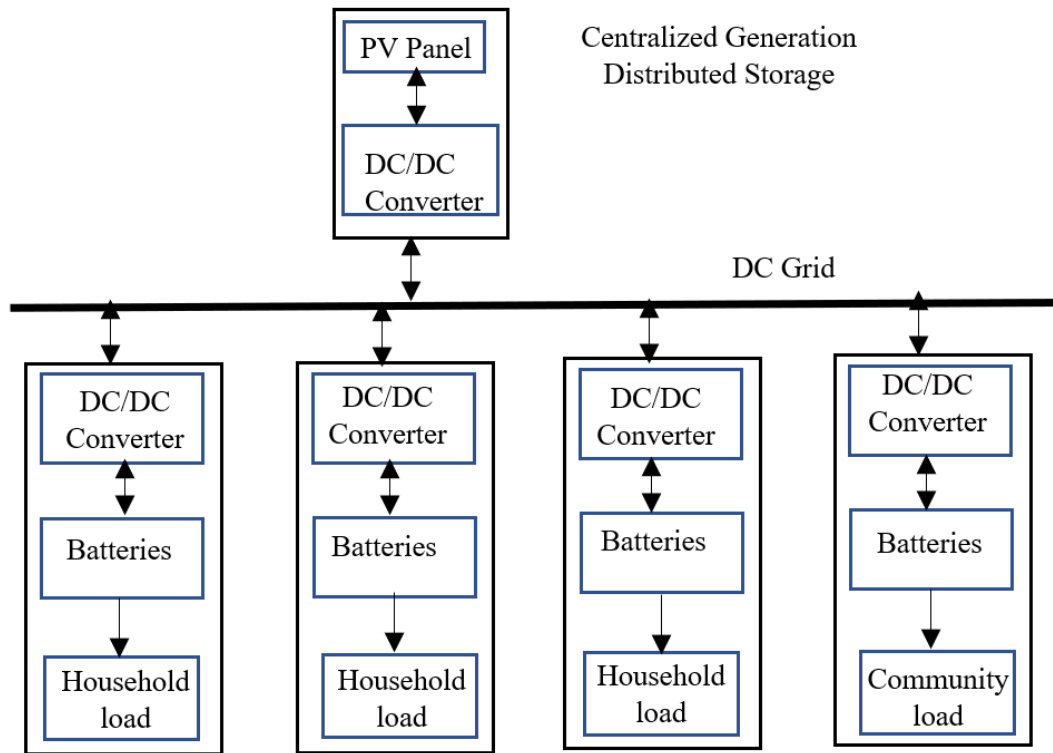 PV Panel
Centralized Generation
Distributed Storage
DC/DC
Converter
DC Grid
DC/DC
Converter
Batteries
Household
load
DC/DC
Converter
Batteries
Household
load
DC/DC
Converter
Batteries
Household
load
DC/DC
Converter
Batteries
Community
load